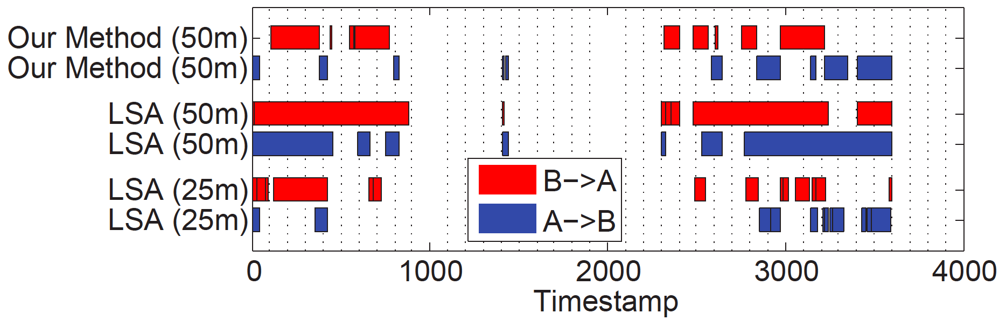 Our Method (50m)
Our Method (50m)
LSA (50m)
LSA (50m)
LSA (25m)
LSA (25m)
B−>A
A−>B
0 1000 2000 3000 4000
Timestamp